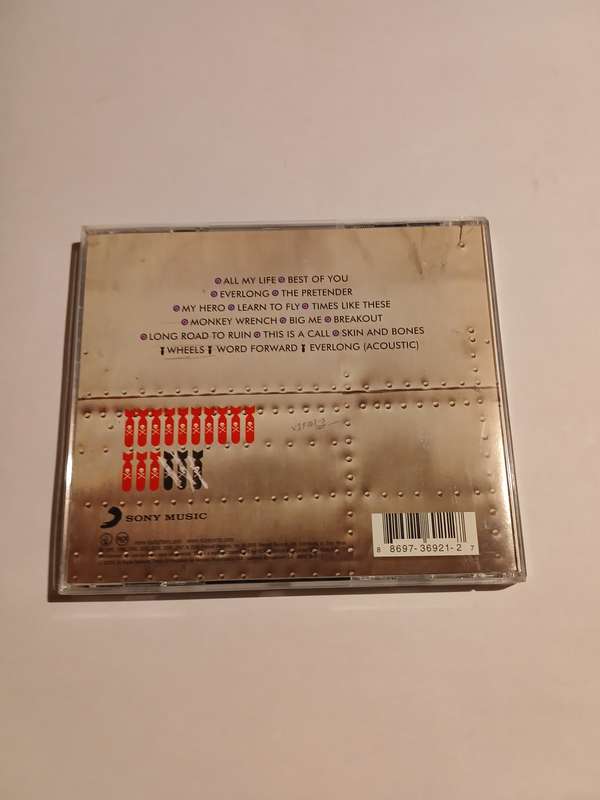 ALL MY LIFE BEST OF YOU
EVERLONG THE PRETENDER
MY HERO LEARN TO FLY TIMES LIKE THESE
MONKEY WRENCH BIG ME BREAKOUT
LONG ROAD TO RUIN THIS IS A CALL SKIN AND BONES
WHEELS WORD FORWARD EVERLONG (ACOUSTIC)
SONY MUSIC
8 8697-36921-2 7